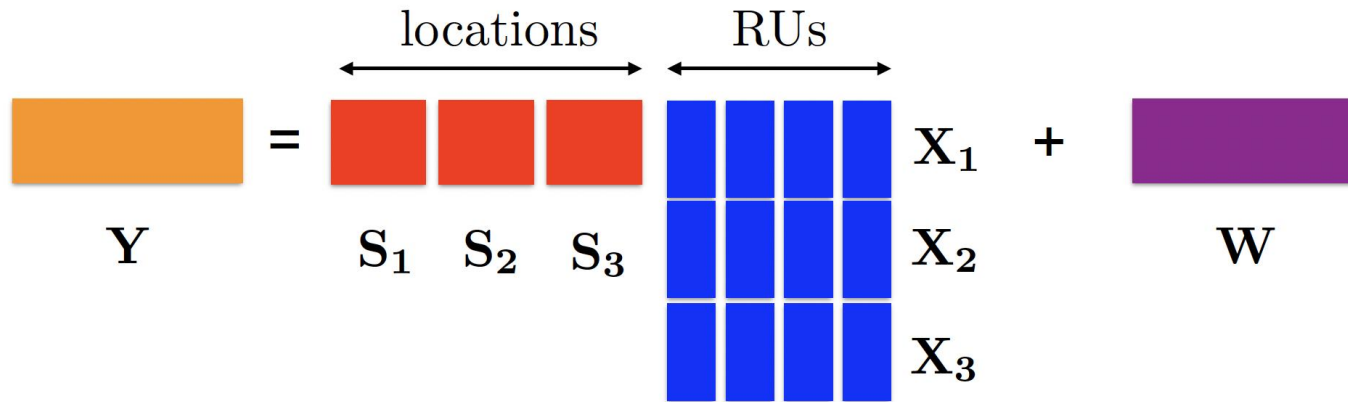 locations RUs
= X₁ +
Y S₁ S₂ S₃ X₂ W
X₃